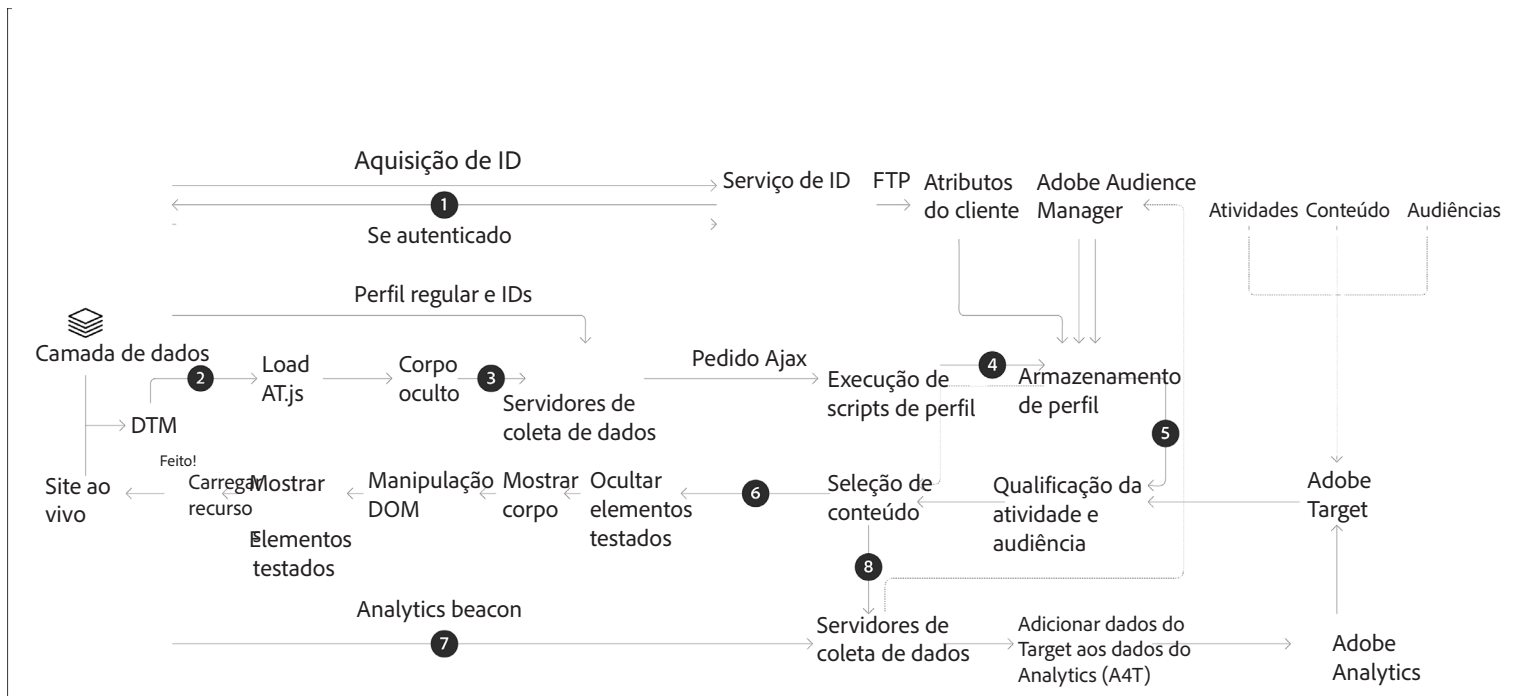 Aquisição de ID
1
Se autenticado
Serviço de ID
FTP
Atributos
do cliente
Adobe Audience
Manager
Atividades
Conteúdo
Audiências
Perfil regular e IDs
Camada de dados
2
Load
AT.js
Corpo
oculto
3
Servidores de
coleta de dados
Pedido Ajax
Execução de
scripts de perfil
4
Armazenamento
de perfil
DTM
5
Site ao
vivo
Feito!
Carregar
recurso
s
Mostrar
Elementos
testados
Manipulação
DOM
Mostrar
corpo
Ocultar
elementos
testados
6
Seleção de
conteúdo
Qualificação da
atividade e
audiência
Adobe
Target
8
Analytics beacon
7
Servidores de
coleta de dados
Adicionar dados do
Target aos dados do
Analytics (A4T)
Adobe
Analytics